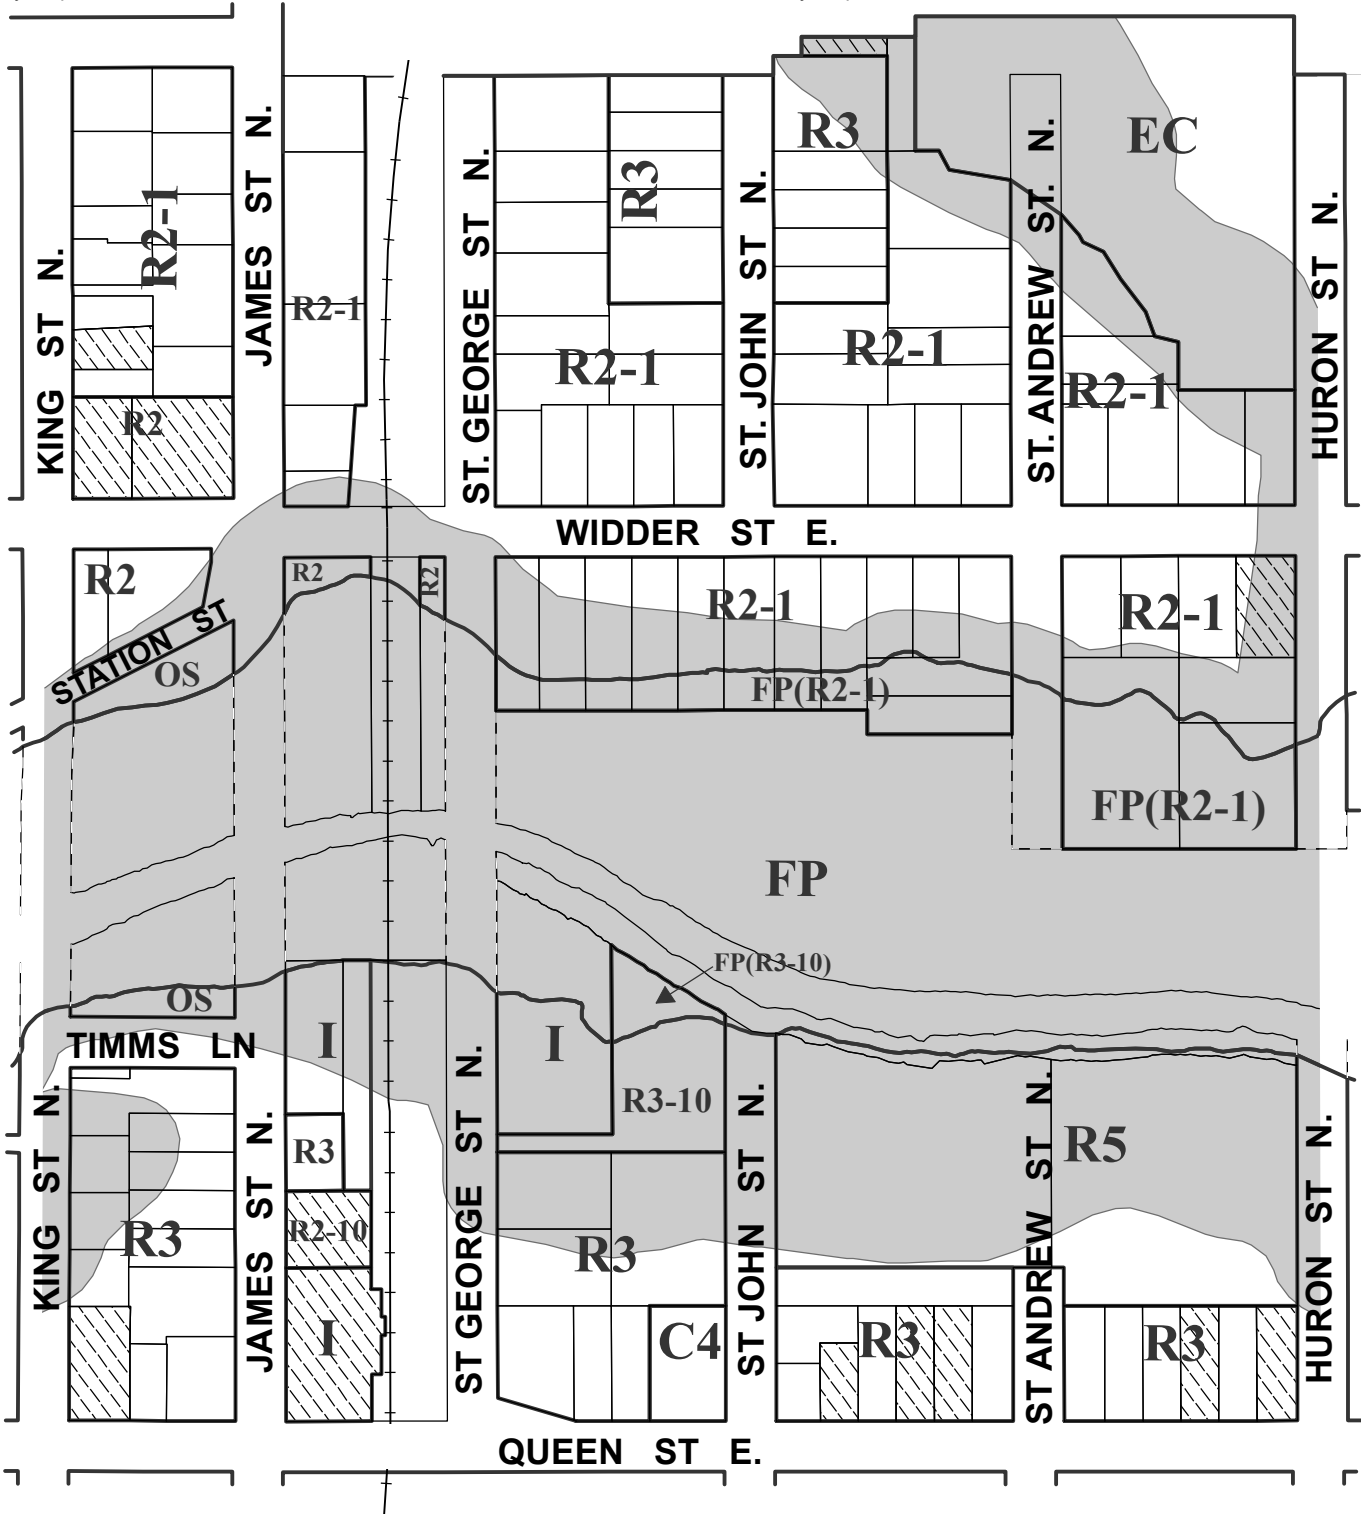 EC
R3
R3
KING ST N.
R2-1
JAMES ST N.
R2-1
ST. GEORGE ST N.
R2-1
ST. JOHN ST N.
R2-1
ST. ANDREW ST. N.
R2-1
HURON ST N.
R2
WIDDER ST E.
R2
R2
R2
R2-1
R2-1
STATION ST
OS
FP(R2-1)
FP(R2-1)
FP
FP(R3-10)
OS
TIMMS LN
I
I
R3-10
KING ST N.
R3
JAMES ST N.
R3
R2-10
I
ST GEORGE ST N.
R3
C4
ST JOHN ST N.
R3
ST ANDREW ST N.
R5
R3
HURON ST N.
QUEEN ST E.